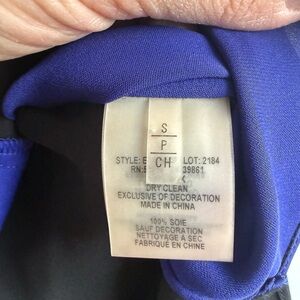 S
P
CH
STYLE: E LOT: 2184
RN: 39861
DRY CLEAN
EXCLUSIVE OF DECORATION
MADE IN CHINA
100% SOIE
SAUF DECORATION
NETTOYAGE A SEC
FABRIQUE EN CHINE